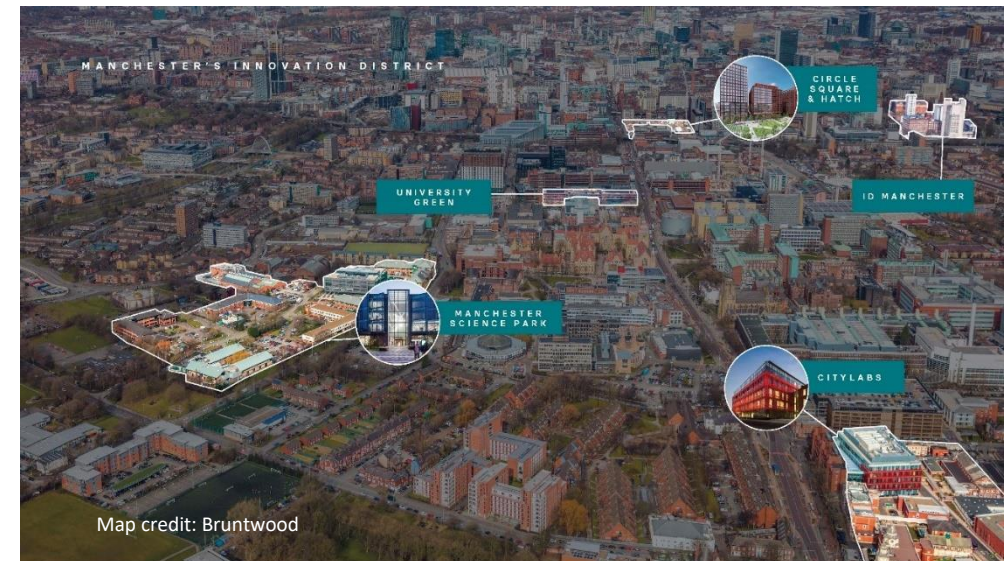 MANCHESTER'S INNOVATION DISTRICT
CIRCLE
SQUARE
& HATCH
UNIVERSITY
GREEN
ID MANCHESTER
MANCHESTER
SCIENCE PARK
CITYLABS
Map credit: Bruntwood